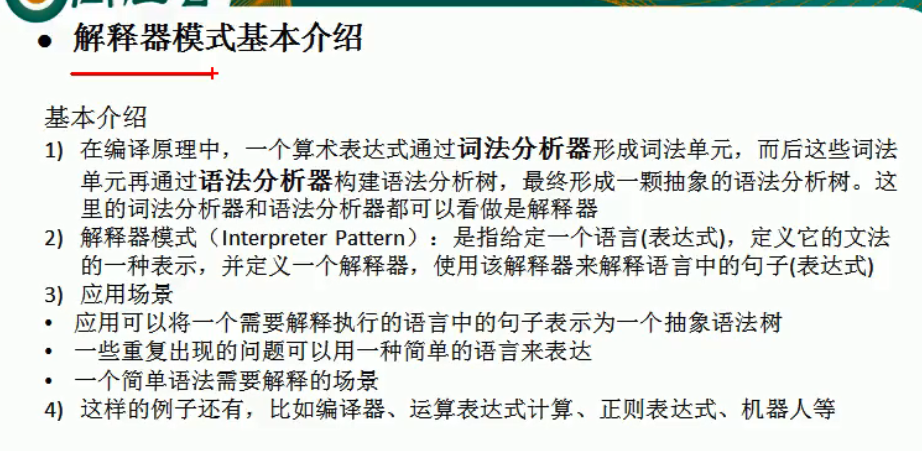 ● 解释器模式基本介绍
基本介绍
1) 在编译原理中，一个算术表达式通过词法分析器形成词法单元，而后这些词法
单元再通过语法分析器构建语法分析树，最终形成一颗抽象的语法分析树。这
里的词法分析器和语法分析器都可以看做是解释器
2) 解释器模式（Interpreter Pattern）：是指给定一个语言(表达式)，定义它的文法
的一种表示，并定义一个解释器，使用该解释器来解释语言中的句子(表达式)
3) 应用场景
• 应用可以将一个需要解释执行的语言中的句子表示为一个抽象语法树
• 一些重复出现的问题可以用一种简单的语言来表达
• 一个简单语法需要解释的场景
4) 这样的例子还有，比如编译器、运算表达式计算、正则表达式、机器人等